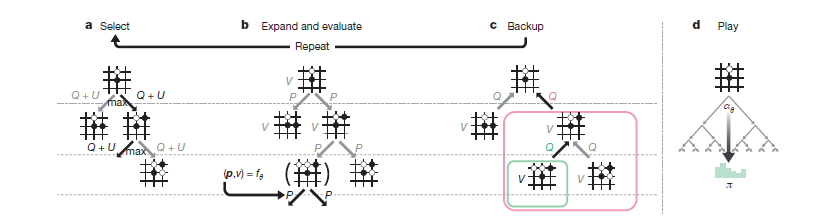 a Select
b Expand and evaluate
c Backup
d Play
Repeat
Q + U
max
Q + U
Q + U
max
Q + U
V
P
P
V
V
P
P
(p,v) = fθ
P
P
Q
Q
V
V
Q
Q
V
V
αθ
π